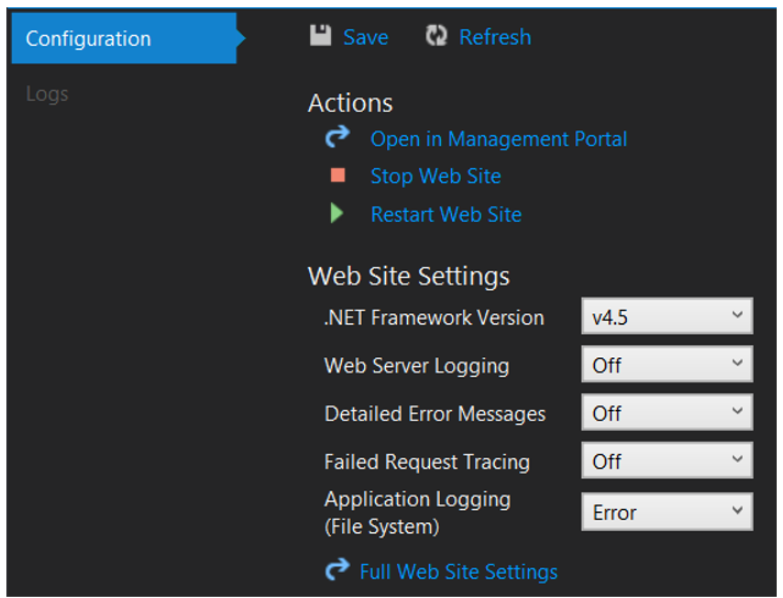 Configuration
Logs
Save Refresh
Actions
Open in Management Portal
Stop Web Site
Restart Web Site
Web Site Settings
.NET Framework Version v4.5
Web Server Logging Off
Detailed Error Messages Off
Failed Request Tracing Off
Application Logging
(File System) Error
Full Web Site Settings